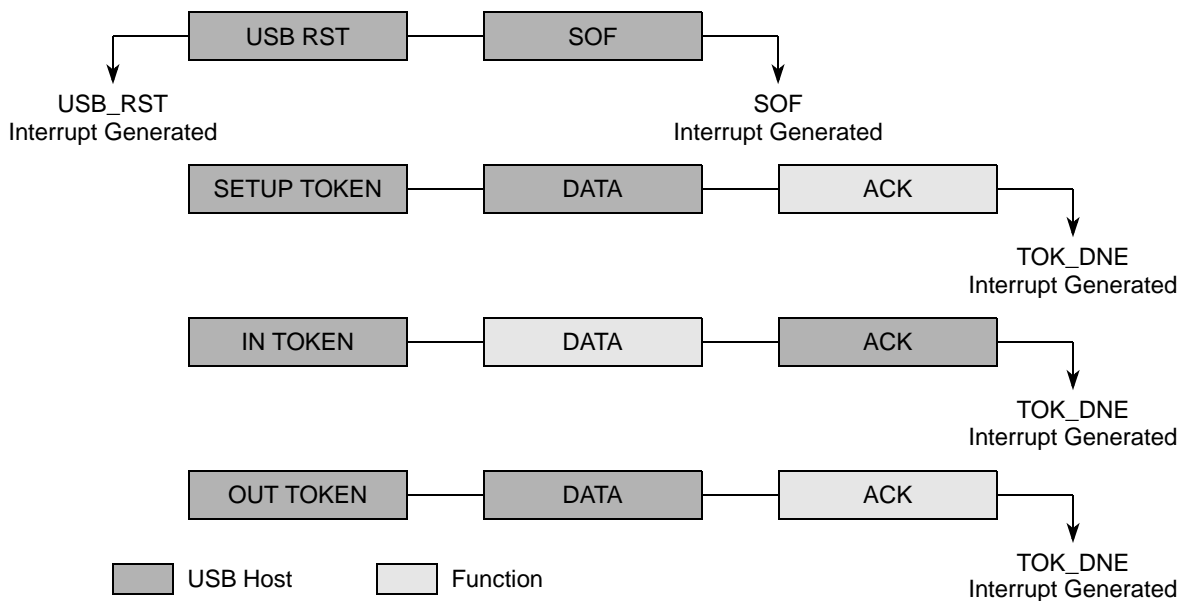 USB RST
SOF
USB_RST
Interrupt Generated
SOF
Interrupt Generated
SETUP TOKEN
DATA
ACK
TOK_DNE
Interrupt Generated
IN TOKEN
DATA
ACK
TOK_DNE
Interrupt Generated
OUT TOKEN
DATA
ACK
TOK_DNE
Interrupt Generated
USB Host
Function